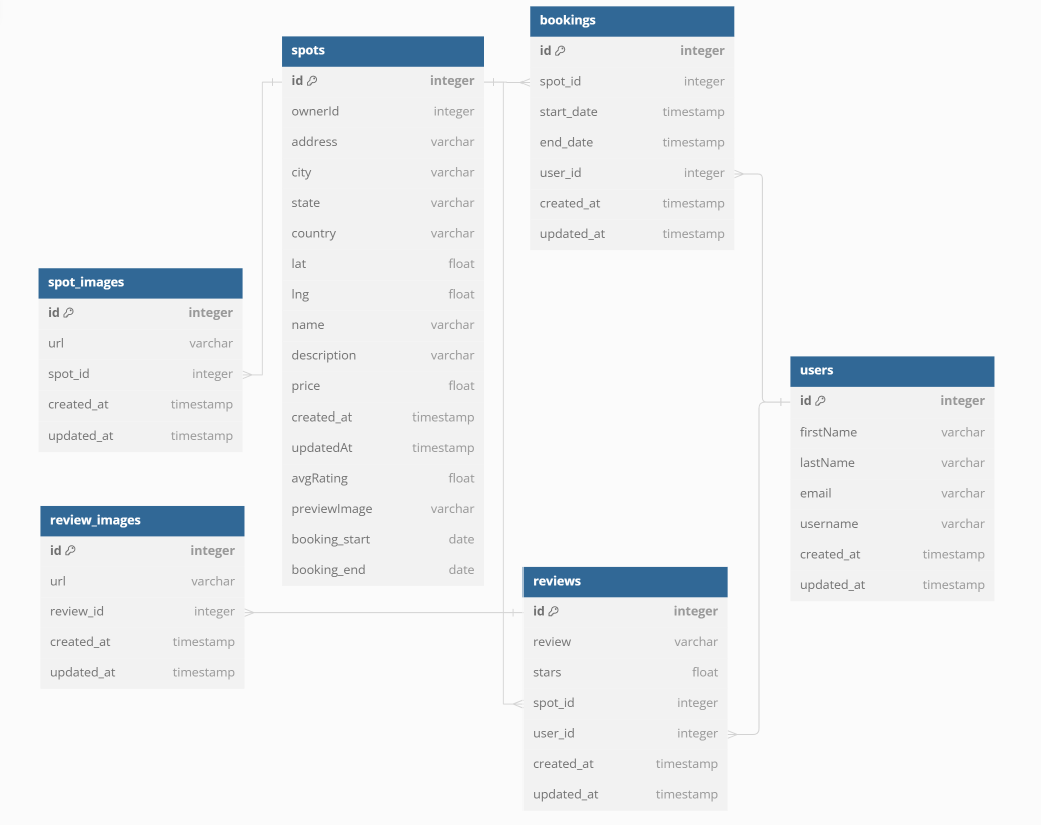 bookings
id integer
spot_id integer
start_date timestamp
end_date timestamp
user_id integer
created_at timestamp
updated_at timestamp
spots
id integer
ownerId integer
address varchar
city varchar
state varchar
country varchar
lat float
lng float
name varchar
description varchar
price float
created_at timestamp
updatedAt timestamp
avgRating float
previewImage varchar
booking_start date
booking_end date
spot_images
id integer
url varchar
spot_id integer
created_at timestamp
updated_at timestamp
users
id integer
firstName varchar
lastName varchar
email varchar
username varchar
created_at timestamp
updated_at timestamp
review_images
id integer
url varchar
review_id integer
created_at timestamp
updated_at timestamp
reviews
id integer
review varchar
stars float
spot_id integer
user_id integer
created_at timestamp
updated_at timestamp